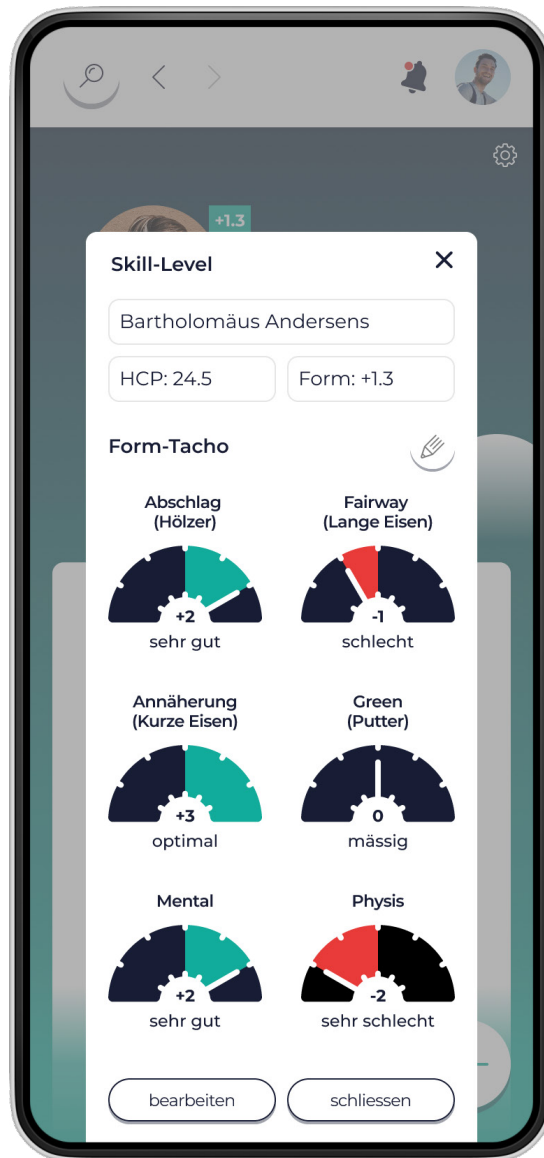 +1.3
Skill-Level
Bartholomäus Andersens
HCP: 24.5
Form: +1.3
Form-Tacho
Abschlag
(Hölzer)
+2
sehr gut
Fairway
(Lange Eisen)
-1
schlecht
Annäherung
(Kurze Eisen)
+3
optimal
Green
(Putter)
0
mässig
Mental
+2
sehr gut
Physis
-2
sehr schlecht
bearbeiten
schliessen